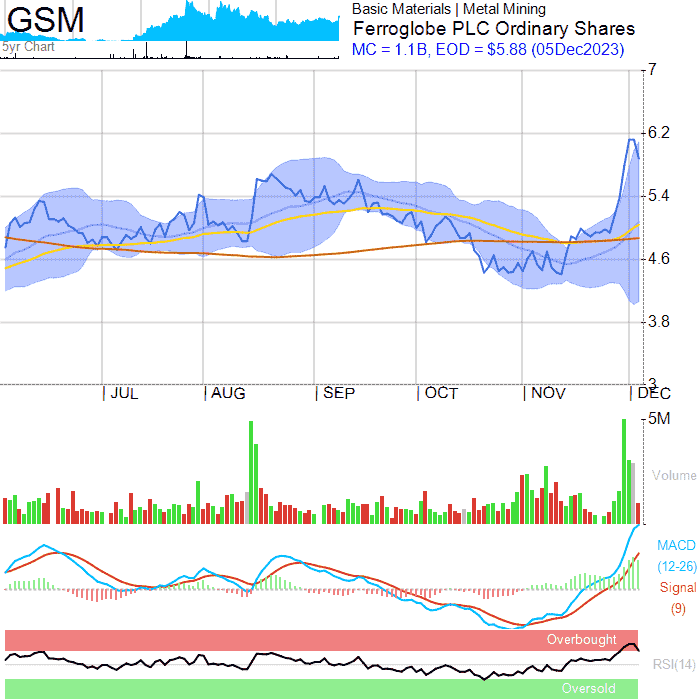 GSM
Basic Materials | Metal Mining
Ferroglobe PLC Ordinary Shares
5yr Chart
MC = 1.1B, EOD = $5.88 (05Dec2023)
7
6.2
5.4
4.6
3.8
3
JUL
AUG
SEP
OCT
NOV
DEC
5M
Volume
MACD
(12-26)
Signal
(9)
Overbought
RSI(14)
Oversold